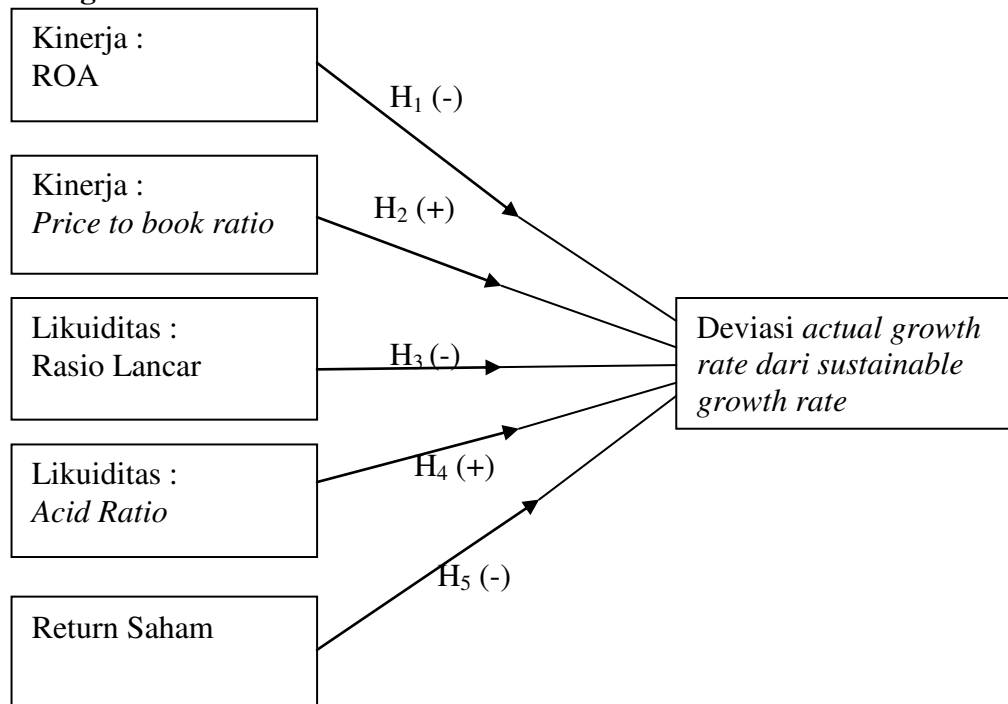 Kinerja :
ROA
H₁ (-)
Kinerja :
Price to book ratio
H₂ (+)
Likuiditas :
Rasio Lancar
H₃ (-)
Deviasi actual growth
rate dari sustainable
growth rate
Likuiditas :
Acid Ratio
H₄ (+)
H₅ (-)
Return Saham